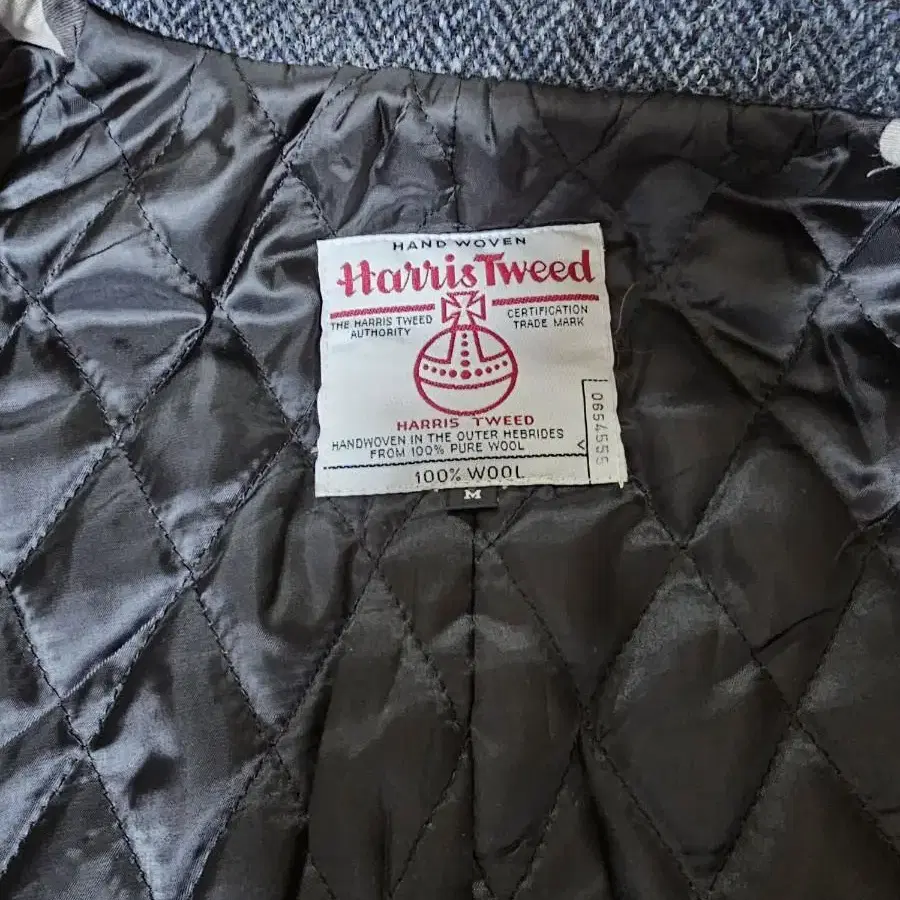 HAND WOVEN
Harris Tweed
THE HARRIS TWEED
AUTHORITY
CERTIFICATION
TRADE MARK
HARRIS TWEED
HANDWOVEN IN THE OUTER HEBRIDES
FROM 100% PURE WOOL
100% WOOL
M